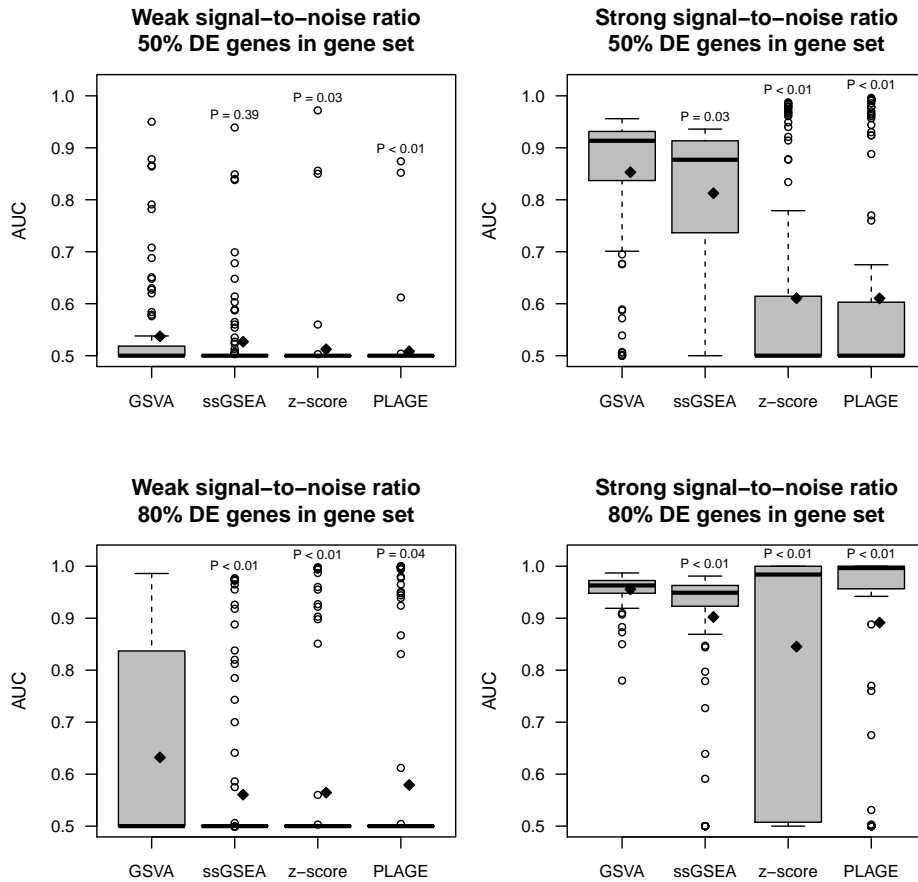 Weak signal−to−noise ratio
50% DE genes in gene set
AUC
1.0
0.9
0.8
0.7
0.6
0.5
P = 0.39
P = 0.03
P < 0.01
GSVA ssGSEA z−score PLAGE
Strong signal−to−noise ratio
50% DE genes in gene set
AUC
1.0
0.9
0.8
0.7
0.6
0.5
P = 0.03
P < 0.01
P < 0.01
GSVA ssGSEA z−score PLAGE
Weak signal−to−noise ratio
80% DE genes in gene set
AUC
1.0
0.9
0.8
0.7
0.6
0.5
P < 0.01
P < 0.01
P = 0.04
GSVA ssGSEA z−score PLAGE
Strong signal−to−noise ratio
80% DE genes in gene set
AUC
1.0
0.9
0.8
0.7
0.6
0.5
P < 0.01
P < 0.01
P < 0.01
GSVA ssGSEA z−score PLAGE